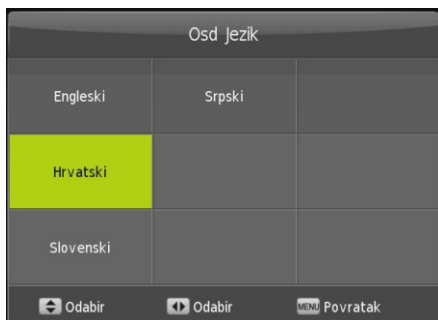 Osd Jezik
Engleski Srpski
Hrvatski
Slovenski
Odabir Odabir MENU Povratak